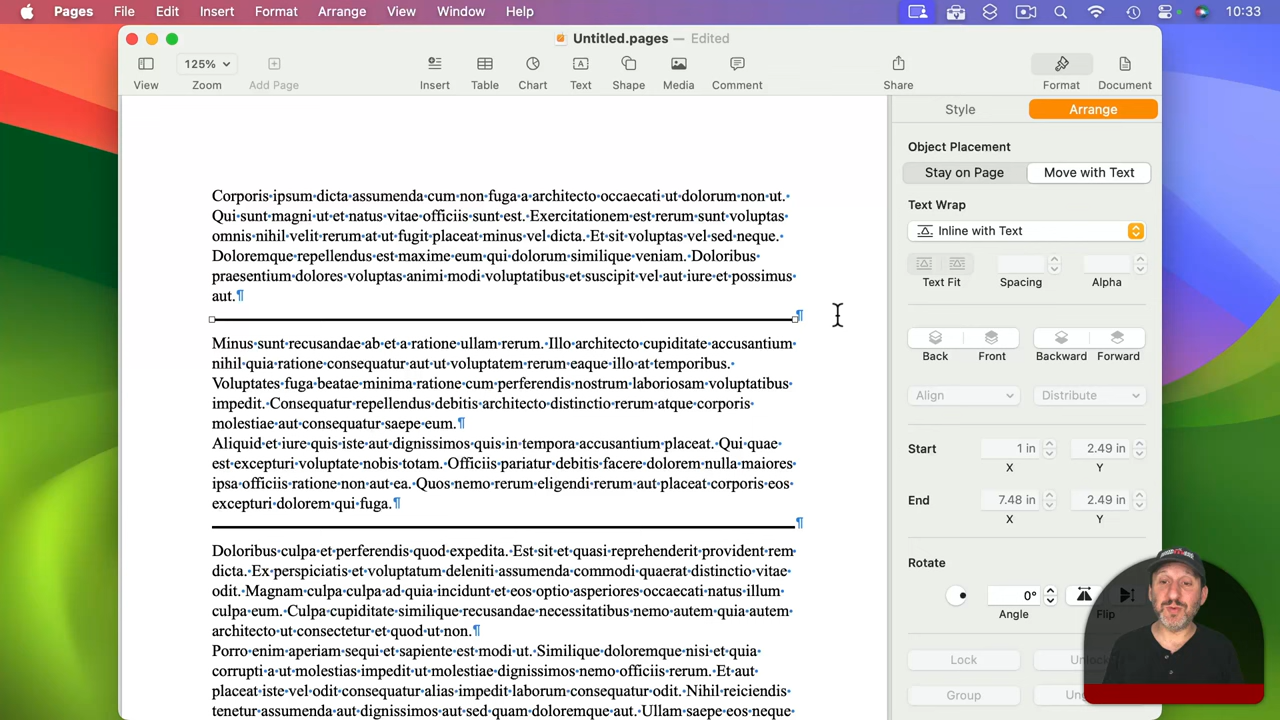 Pages File Edit Insert Format Arrange View Window Help 10:33
Untitled.pages — Edited
125%
View Zoom Add Page Insert Table Chart Text Shape Media Comment Share Format Document
Style Arrange
Object Placement
Stay on Page Move with Text
Text Wrap
Inline with Text
Text Fit Spacing Alpha
Back Front Backward Forward
Align Distribute
Start 1 in 2.49 in
X Y
End 7.48 in 2.49 in
X Y
Rotate
0°
Angle Flip
Lock
Group
Corporis·ipsum·dicta·assumenda·cum·non·fuga·a·architecto·occaecati·ut·dolorum·non·ut.·
Qui·sunt·magni·ut·et·natus·vitae·officiis·sunt·est.·Exercitationem·est·rerum·sunt·voluptas·
omnis·nihil·velit·rerum·at·ut·fugit·placeat·minus·vel·dicta.·Et·sit·voluptas·vel·sed·neque.·
Doloremque·repellendus·est·maxime·eum·qui·dolorum·similique·veniam.·Doloribus·
praesentium·dolores·voluptas·animi·modi·voluptatibus·et·suscipit·vel·aut·iure·et·possimus·
aut.¶
¶
Minus·sunt·recusandae·ab·et·a·ratione·ullam·rerum.·Illo·architecto·cupiditate·accusantium·
nihil·quia·ratione·consequatur·aut·ut·voluptatem·rerum·eaque·illo·at·temporibus.·
Voluptates·fuga·beatae·minima·ratione·cum·perferendis·nostrum·laboriosam·voluptatibus·
impedit.·Consequatur·repellendus·debitis·architecto·distinctio·rerum·atque·corporis·
molestiae·aut·consequatur·saepe·eum.¶
Aliquid·et·iure·quis·iste·aut·dignissimos·quis·in·tempora·accusantium·placeat.·Qui·quae·
est·excepturi·voluptate·nobis·totam.·Officiis·pariatur·debitis·facere·dolorem·nulla·maiores·
ipsa·officiis·ratione·non·aut·ea.·Quos·nemo·rerum·eligendi·rerum·aut·placeat·corporis·eos·
excepturi·dolorem·qui·fuga.¶
¶
Doloribus·culpa·et·perferendis·quod·expedita.·Est·sit·et·quasi·reprehenderit·provident·rem·
dicta.·Ex·perspiciatis·et·voluptatum·deleniti·assumenda·commodi·quaerat·distinctio·vitae·
odit.·Magnam·culpa·culpa·ad·quia·incidunt·et·eos·optio·asperiores·occaecati·natus·illum·
culpa·eum.·Culpa·cupiditate·similique·recusandae·necessitatibus·nemo·autem·quia·autem·
architecto·ut·consectetur·et·quod·ut·non.¶
Porro·enim·aperiam·sequi·et·sapiente·est·modi·ut.·Similique·doloremque·nisi·et·quia·
corrupti·a·ut·molestias·impedit·ut·molestiae·dignissimos·nemo·officiis·rerum.·Et·aut·
placeat·iste·vel·odit·consequatur·alias·impedit·laborum·consequatur·odit.·Nihil·reiciendis·
tenetur·assumenda·aut·dignissimos·aut·sed·quam·doloremque·aut.·Ullam·saepe·eos·neque·